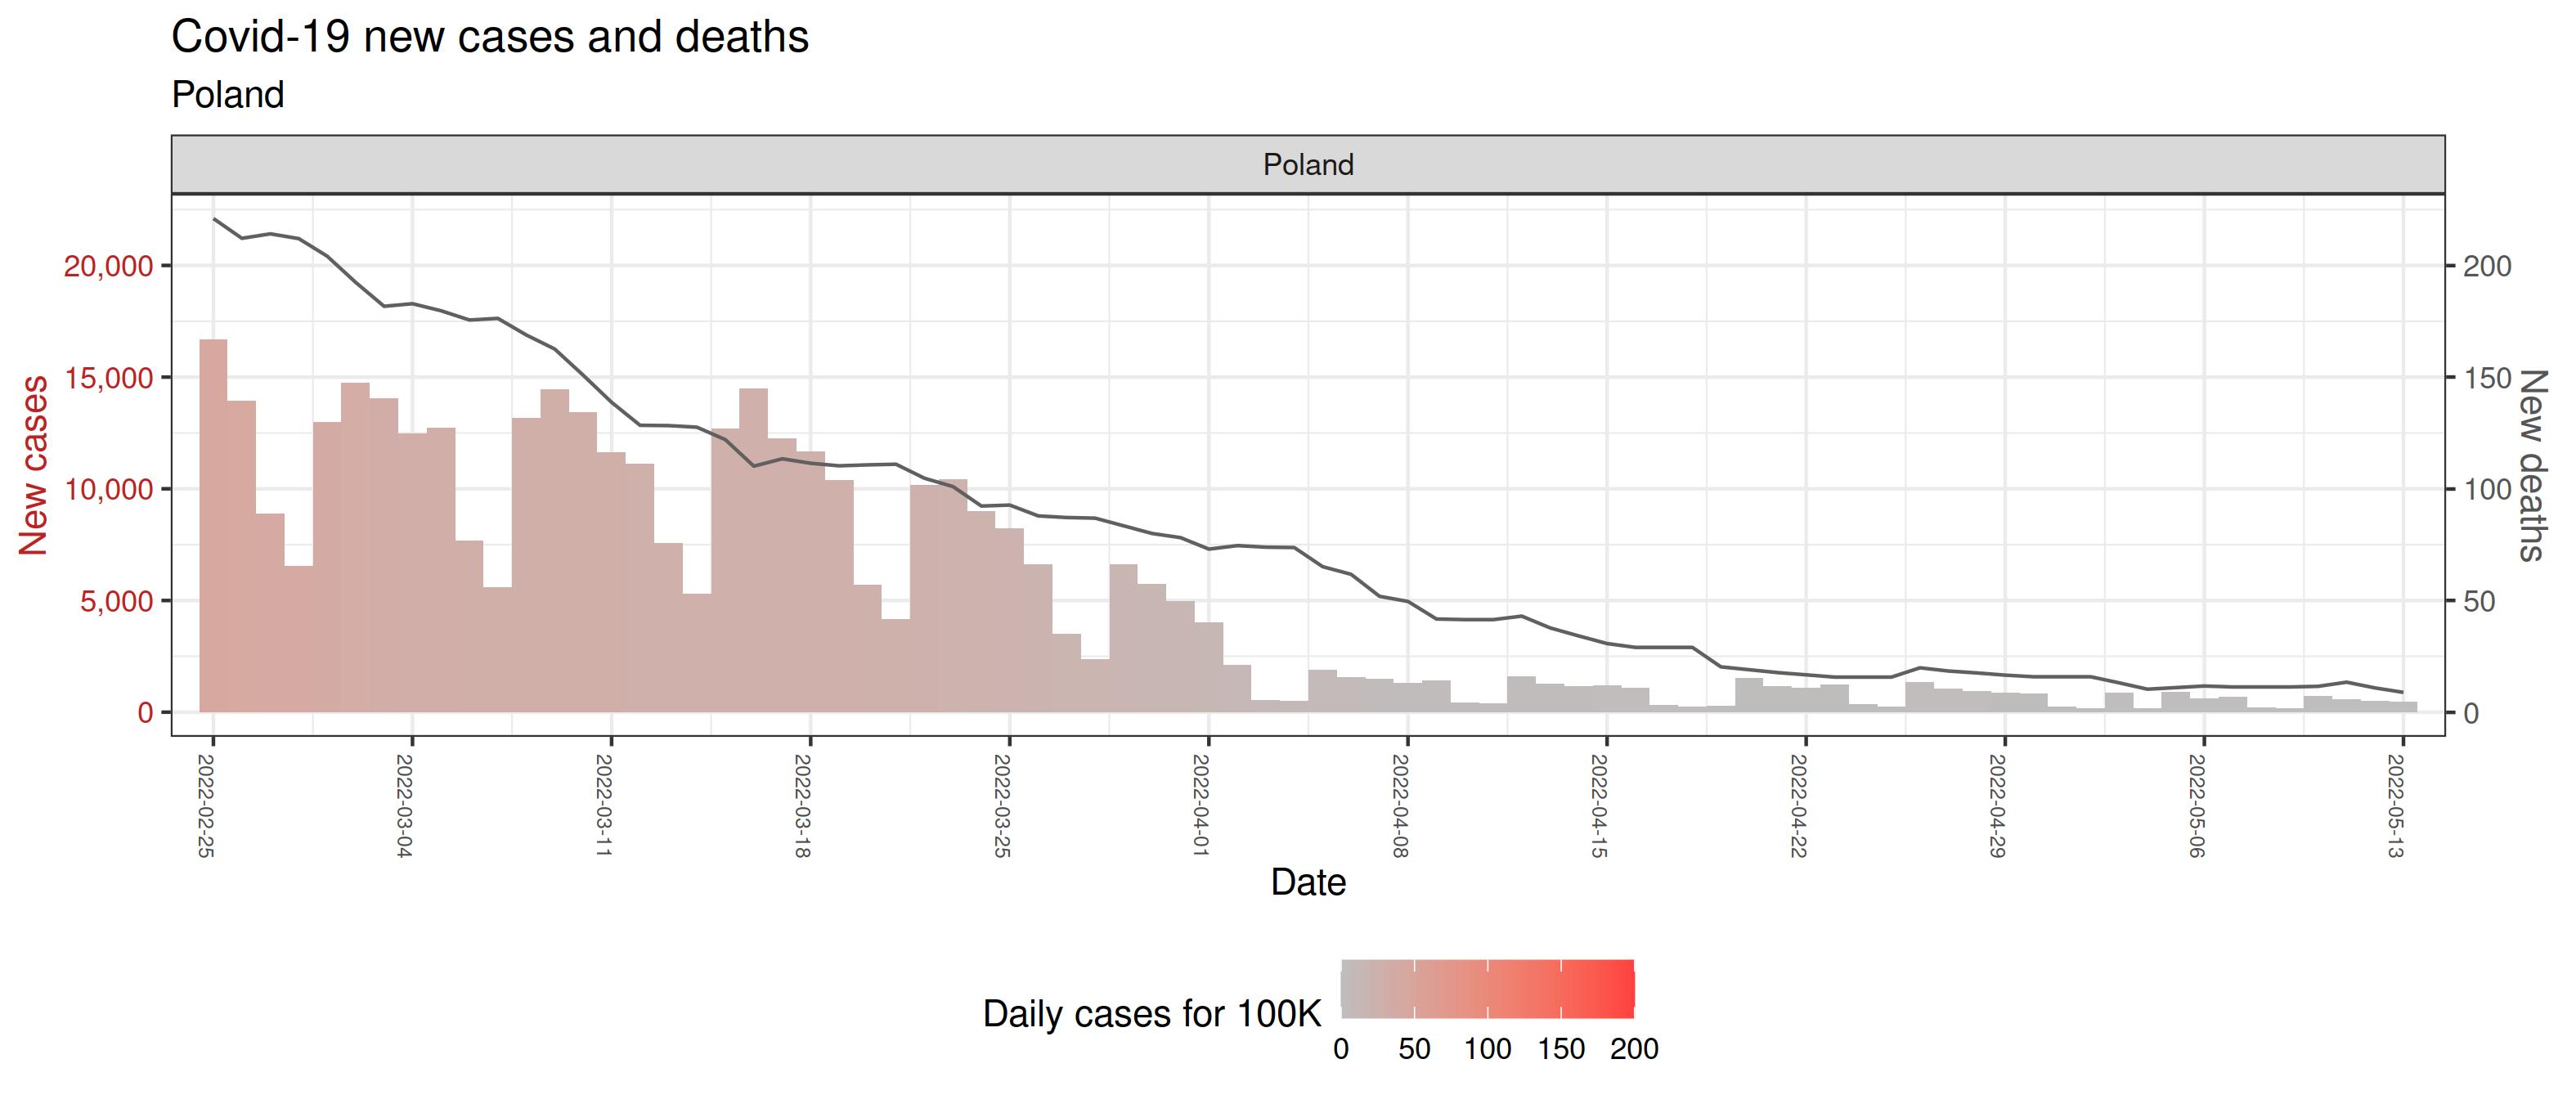 Covid-19 new cases and deaths
Poland
Poland
New cases
20,000
15,000
10,000
5,000
0
200
150
100
50
0
New deaths
2022-02-25
2022-03-04
2022-03-11
2022-03-18
2022-03-25
2022-04-01
2022-04-08
2022-04-15
2022-04-22
2022-04-29
2022-05-06
2022-05-13
Date
Daily cases for 100K
0 50 100 150 200